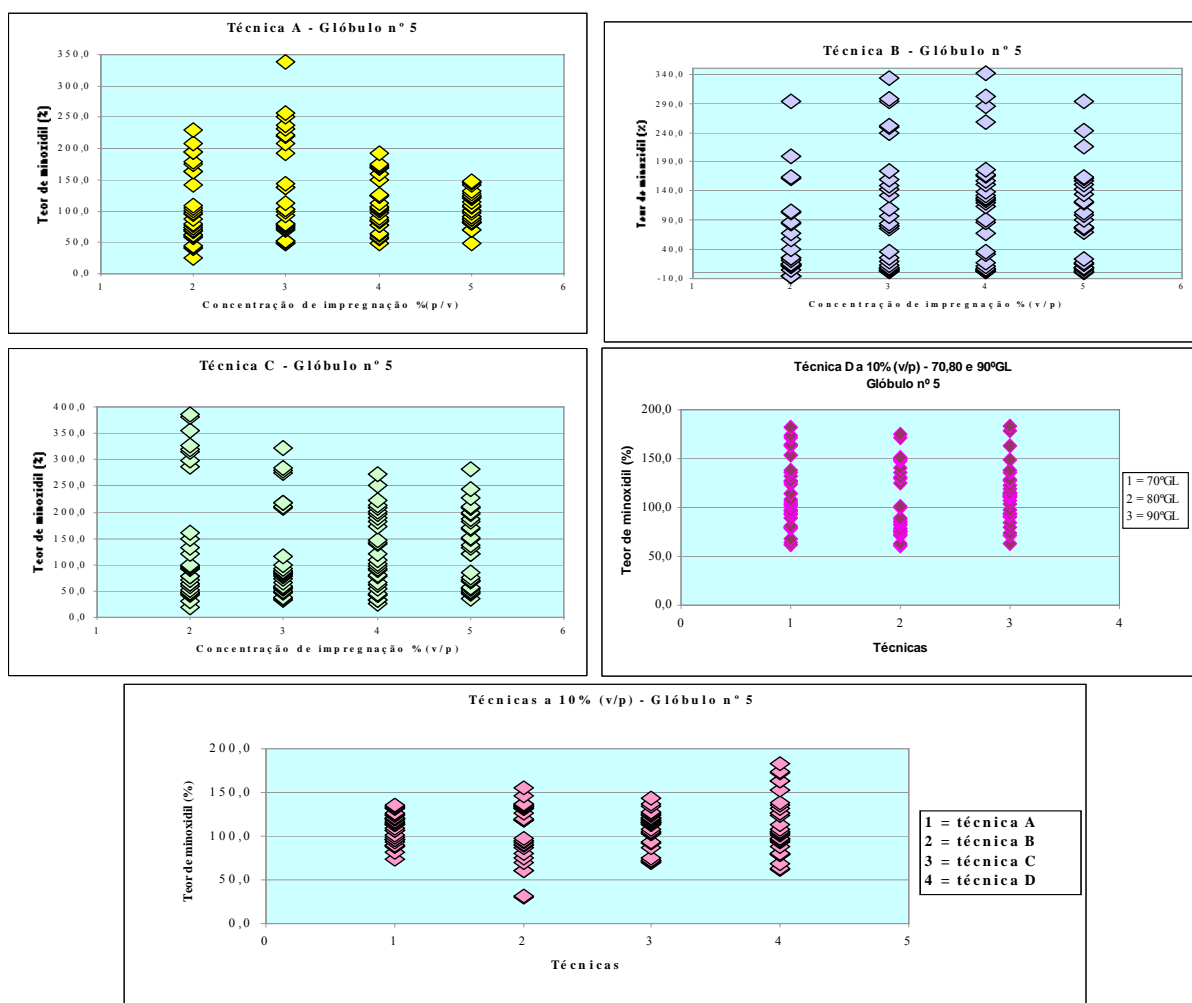 Técnica A - Glóbulo nº 5
Teor de minoxidil (%)
350,0
300,0
250,0
200,0
150,0
100,0
50,0
0,0
1 2 3 4 5 6
Concentração de impregnação %(p/v)
Técnica B - Glóbulo nº 5
Teor de minoxidil (%)
340,0
290,0
240,0
190,0
140,0
90,0
40,0
-10,0
1 2 3 4 5 6
Concentração de impregnação %(v/p)
Técnica C - Glóbulo nº 5
Teor de minoxidil (%)
400,0
350,0
300,0
250,0
200,0
150,0
100,0
50,0
0,0
1 2 3 4 5 6
Concentração de impregnação %(v/p)
Técnica D a 10% (v/p) - 70,80 e 90ºGL
Glóbulo nº 5
Teor de minoxidil (%)
200,0
150,0
100,0
50,0
0,0
0 1 2 3 4
Técnicas
1 = 70ºGL
2 = 80ºGL
3 = 90ºGL
Técnicas a 10% (v/p) - Glóbulo nº 5
Teor de minoxidil (%)
200,0
150,0
100,0
50,0
0,0
0 1 2 3 4 5
Técnicas
1 = técnica A
2 = técnica B
3 = técnica C
4 = técnica D